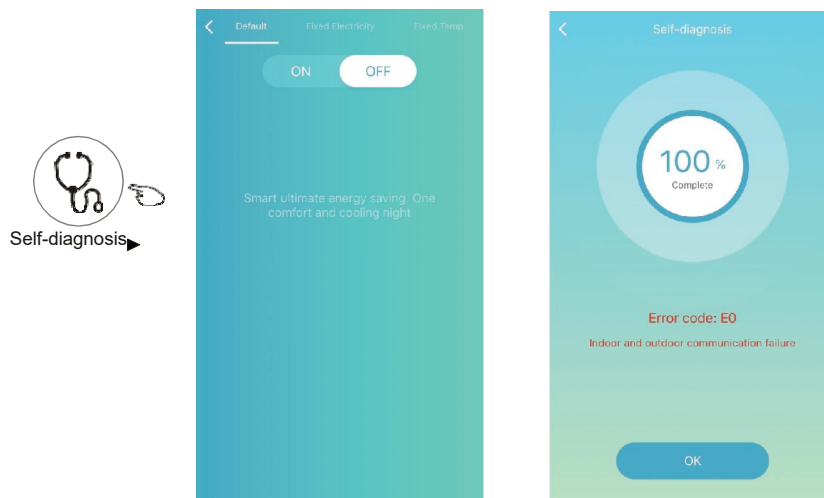 Self-diagnosis
Default Fixed Electricity Fixed Temp
ON OFF
Smart ultimate energy saving. One
comfort and cooling night
Self-diagnosis
100 %
Complete
Error code: E0
Indoor and outdoor communication failure
OK